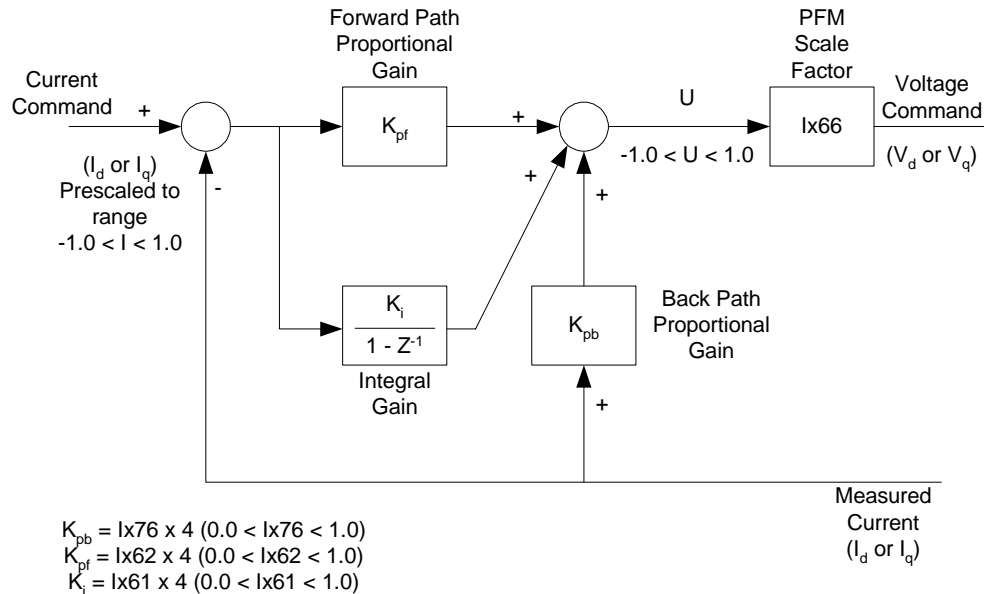 Forward Path
Proportional
Gain
PFM
Scale
Factor
Current
Command
Voltage
Command
+
K_pf
+
U
Ix66
(I_d or I_q)
Prescaled to
range
-1.0 < I < 1.0
-
+
-1.0 < U < 1.0
(V_d or V_q)
+
K_i
1 - Z^-1
Integral
Gain
K_pb
Back Path
Proportional
Gain
+
Measured
Current
(I_d or I_q)
K_pb = Ix76 x 4 (0.0 < Ix76 < 1.0)
K_pf = Ix62 x 4 (0.0 < Ix62 < 1.0)
K_i = Ix61 x 4 (0.0 < Ix61 < 1.0)